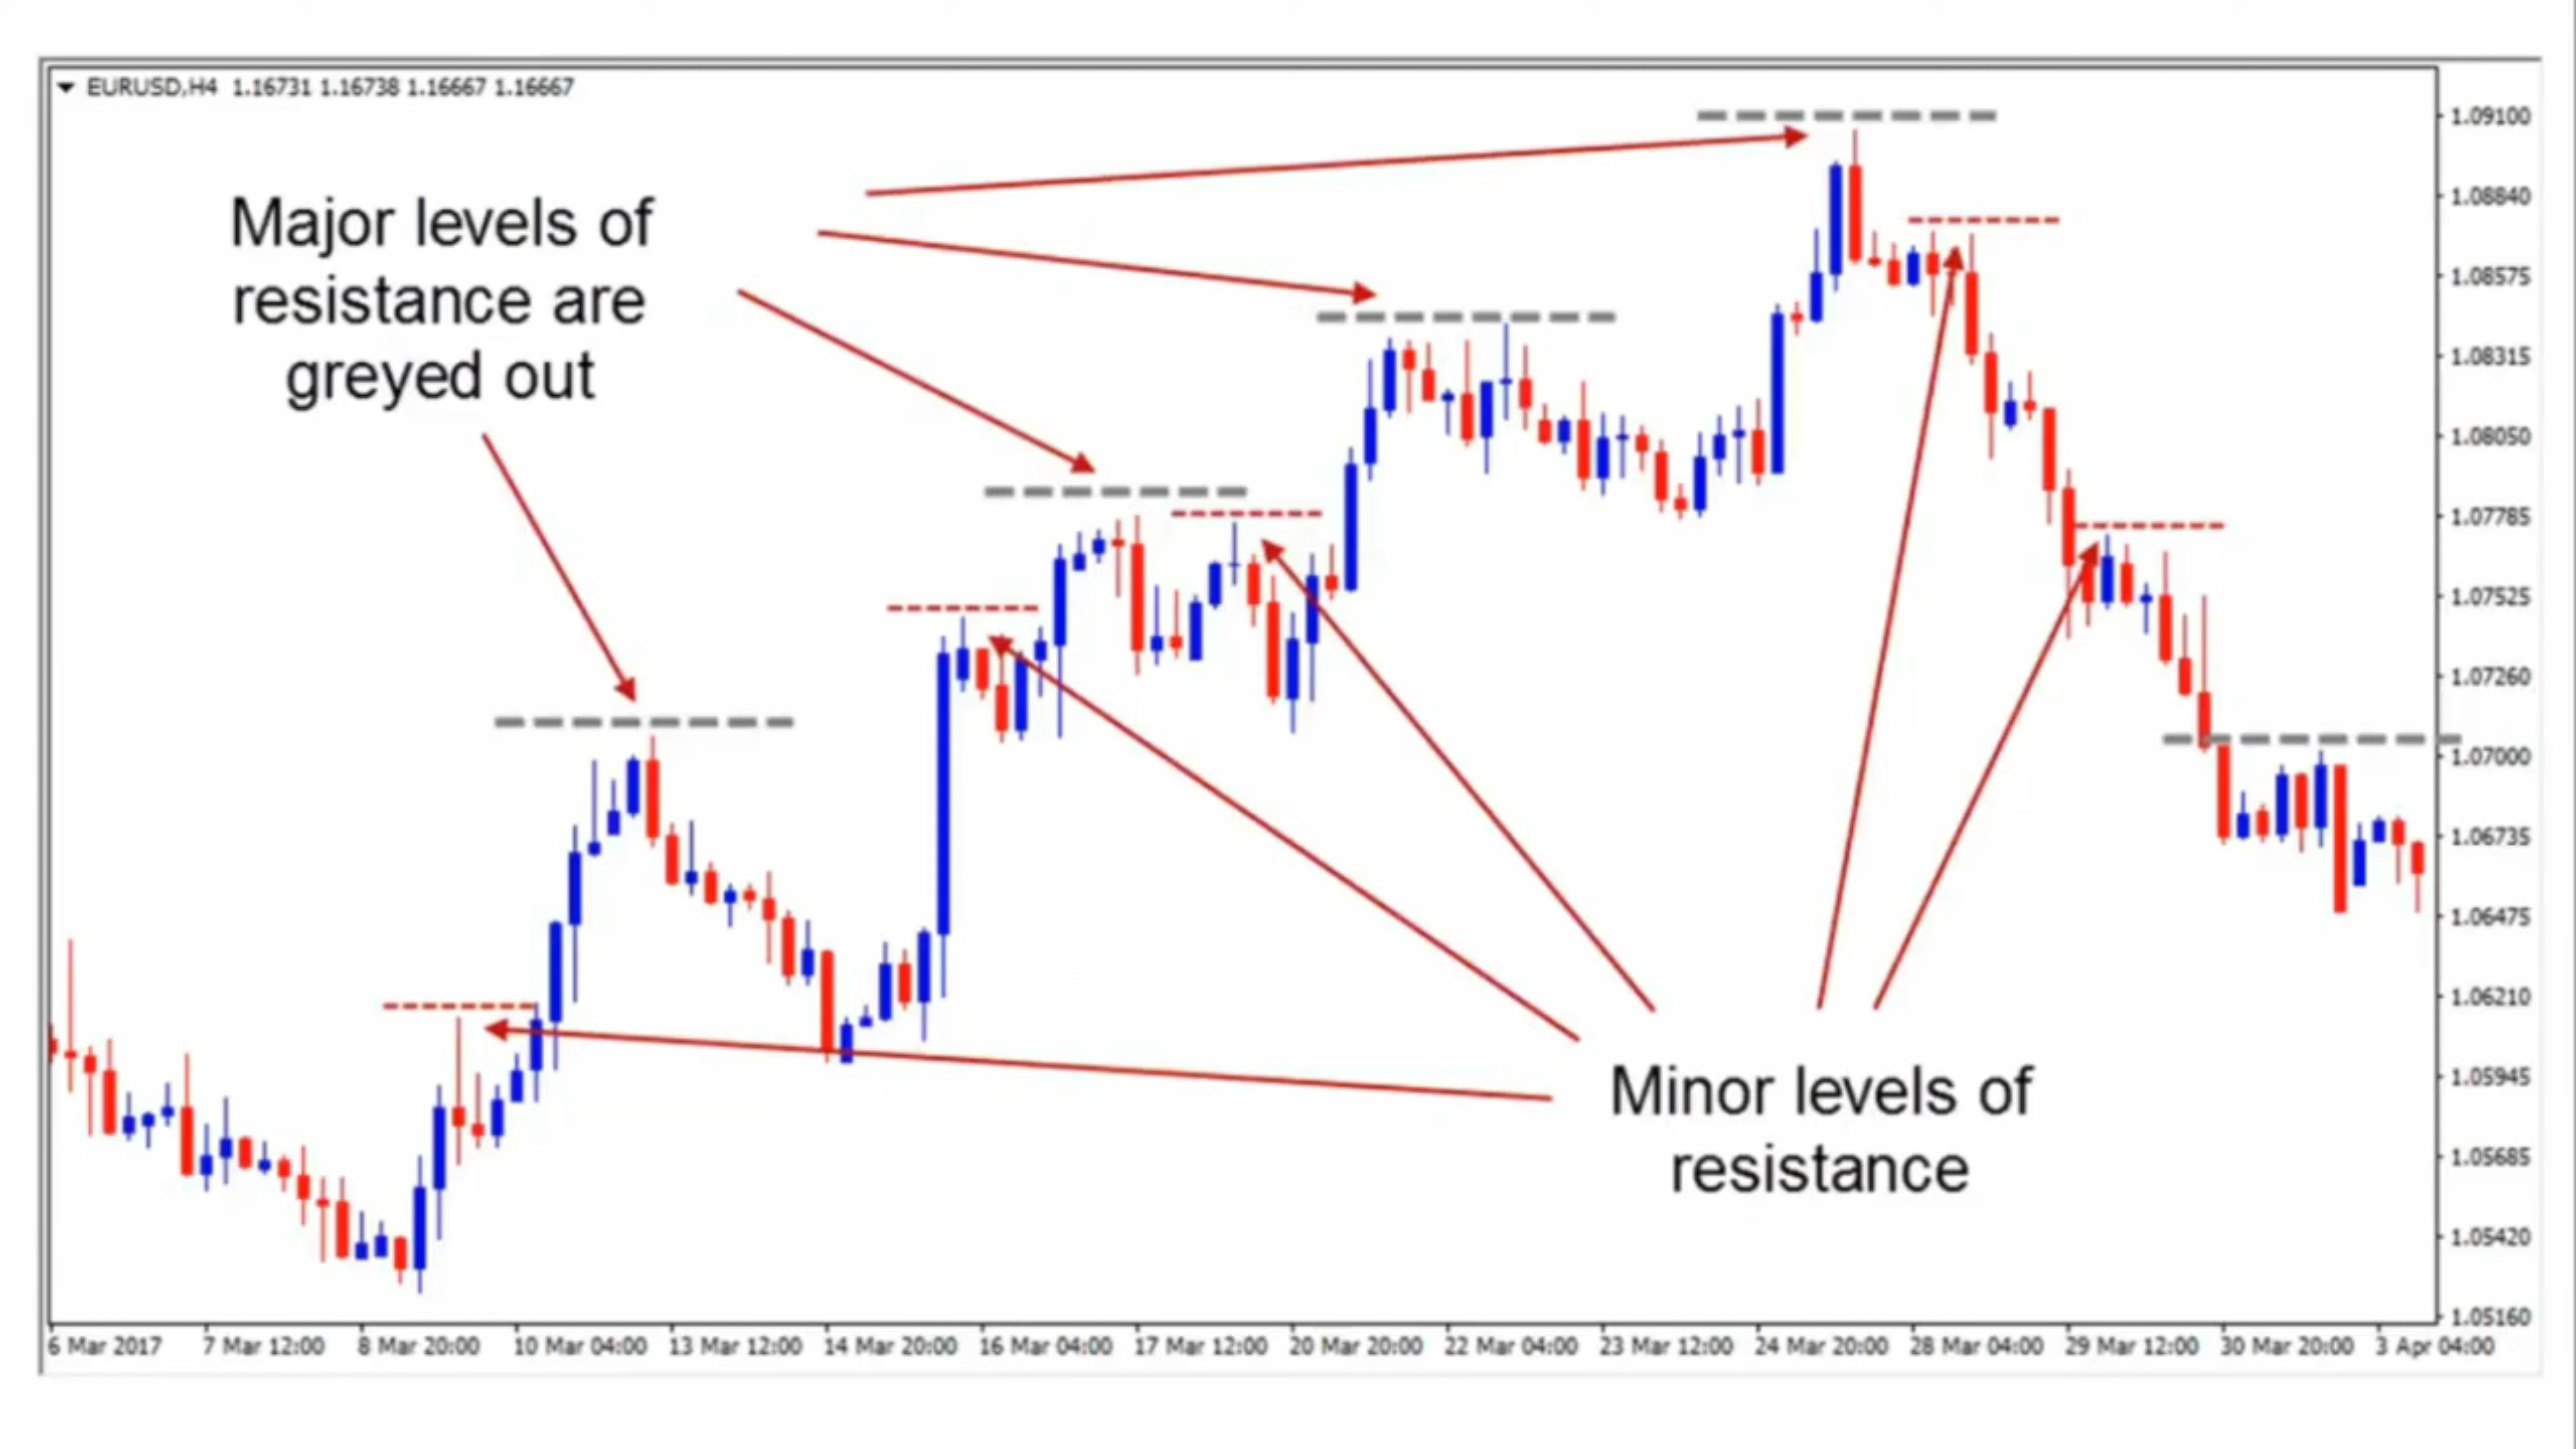 EURUSD,H4 1.16731 1.16738 1.16667 1.16667
Major levels of
resistance are
greyed out
Minor levels of
resistance
1.09100
1.08840
1.08575
1.08315
1.08050
1.07785
1.07525
1.07260
1.07000
1.06735
1.06475
1.06210
1.05945
1.05685
1.05420
1.05160
6 Mar 2017 7 Mar 12:00 8 Mar 20:00 10 Mar 04:00 13 Mar 12:00 14 Mar 20:00 16 Mar 04:00 17 Mar 12:00 20 Mar 20:00 22 Mar 04:00 23 Mar 12:00 24 Mar 20:00 28 Mar 04:00 29 Mar 12:00 30 Mar 20:00 3 Apr 04:00